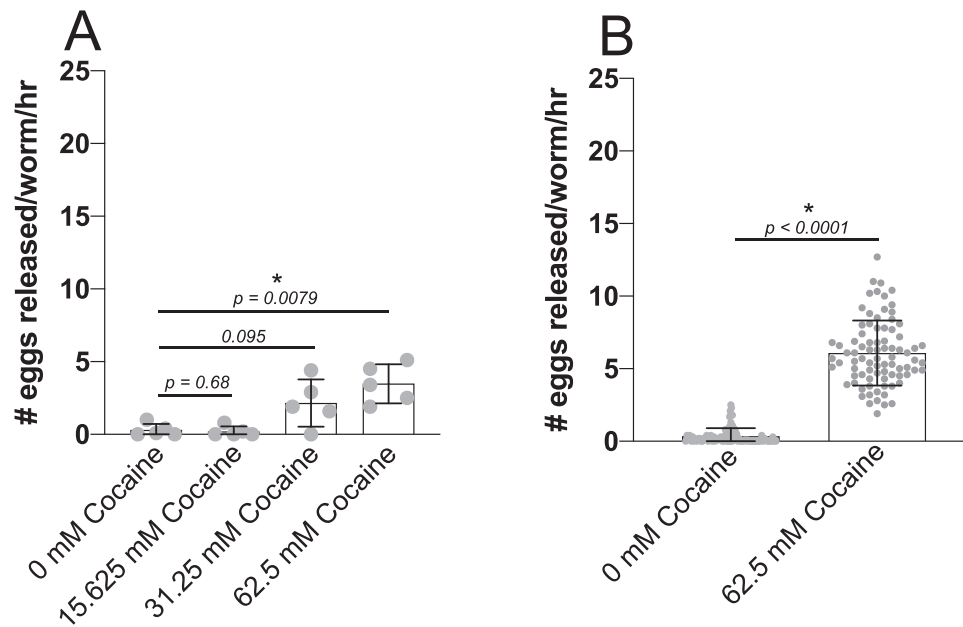 A
# eggs released/worm/hr
25
20
15
10
5
0
*
p = 0.0079
0.095
p = 0.68
0 mM Cocaine
15.625 mM Cocaine
31.25 mM Cocaine
62.5 mM Cocaine
B
# eggs released/worm/hr
25
20
15
10
5
0
*
p < 0.0001
0 mM Cocaine
62.5 mM Cocaine